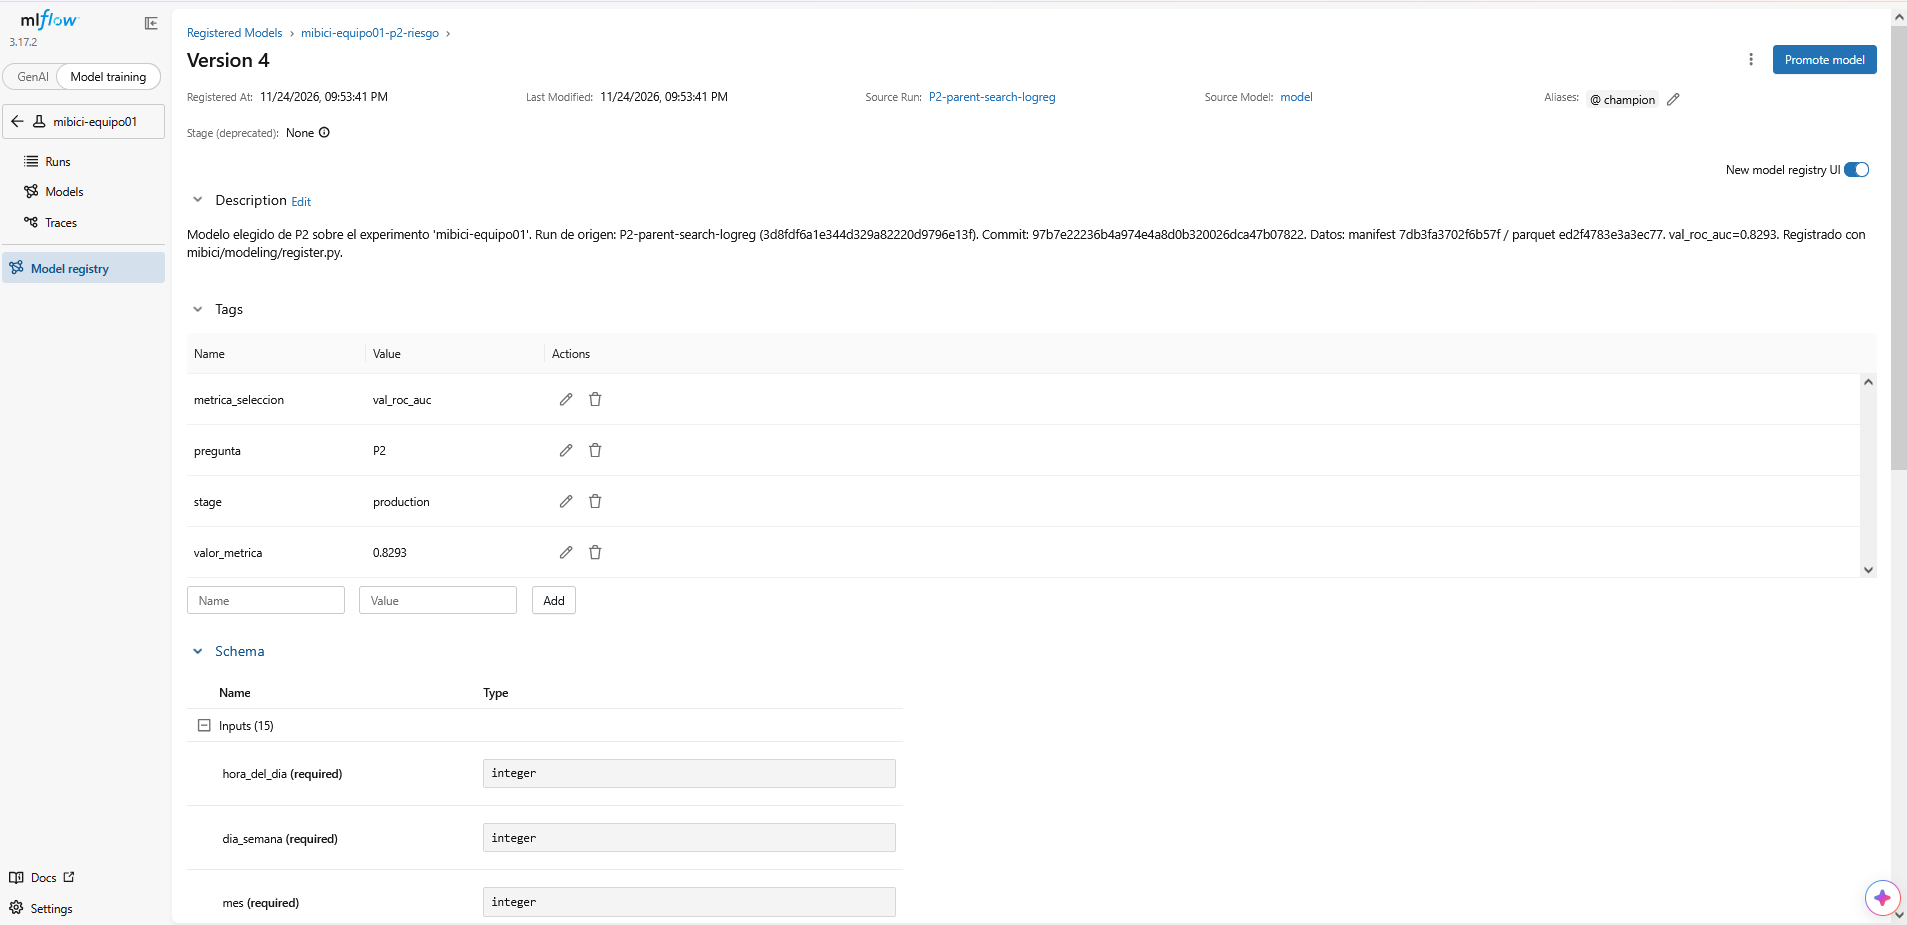 mlflow
3.17.2
GenAI Model training
mibici-equipo01
Runs
Models
Traces
Model registry
Docs
Settings
Registered Models › mibici-equipo01-p2-riesgo ›
Version 4
Promote model
Registered At: 11/24/2026, 09:53:41 PM Last Modified: 11/24/2026, 09:53:41 PM Source Run: P2-parent-search-logreg Source Model: model Aliases: @ champion
Stage (deprecated): None
New model registry UI
Description Edit
Modelo elegido de P2 sobre el experimento 'mibici-equipo01'. Run de origen: P2-parent-search-logreg (3d8fdf6a1e344d329a82220d9796e13f). Commit: 97b7e22236b4a974e4a8d0b320026dca47b07822. Datos: manifest 7db3fa3702f6b57f / parquet ed2f4783e3a3ec77. val_roc_auc=0.8293. Registrado con
mibici/modeling/register.py.
Tags
Name Value Actions
metrica_seleccion val_roc_auc
pregunta P2
stage production
valor_metrica 0.8293
Name Value Add
Schema
Name Type
Inputs (15)
hora_del_dia (required) integer
dia_semana (required) integer
mes (required) integer